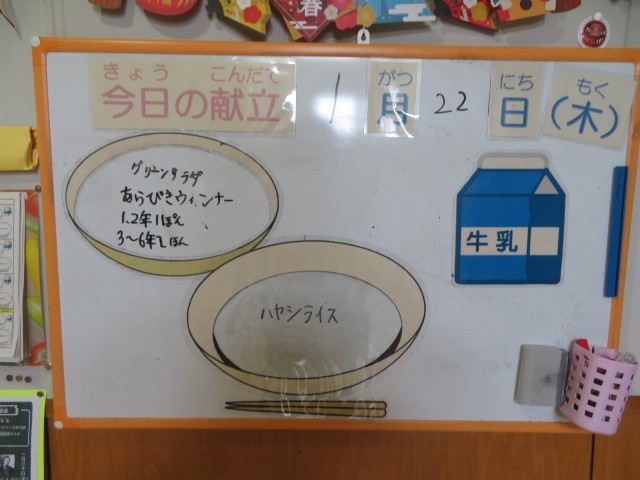 春
きょう こんだて
今日の献立 1 月 22 日 (木)
がつ にち もく
グリーンサラダ
あらびきウィンナー
1.2年1ぽん
3〜6年2ほん
牛乳
ハヤシライス